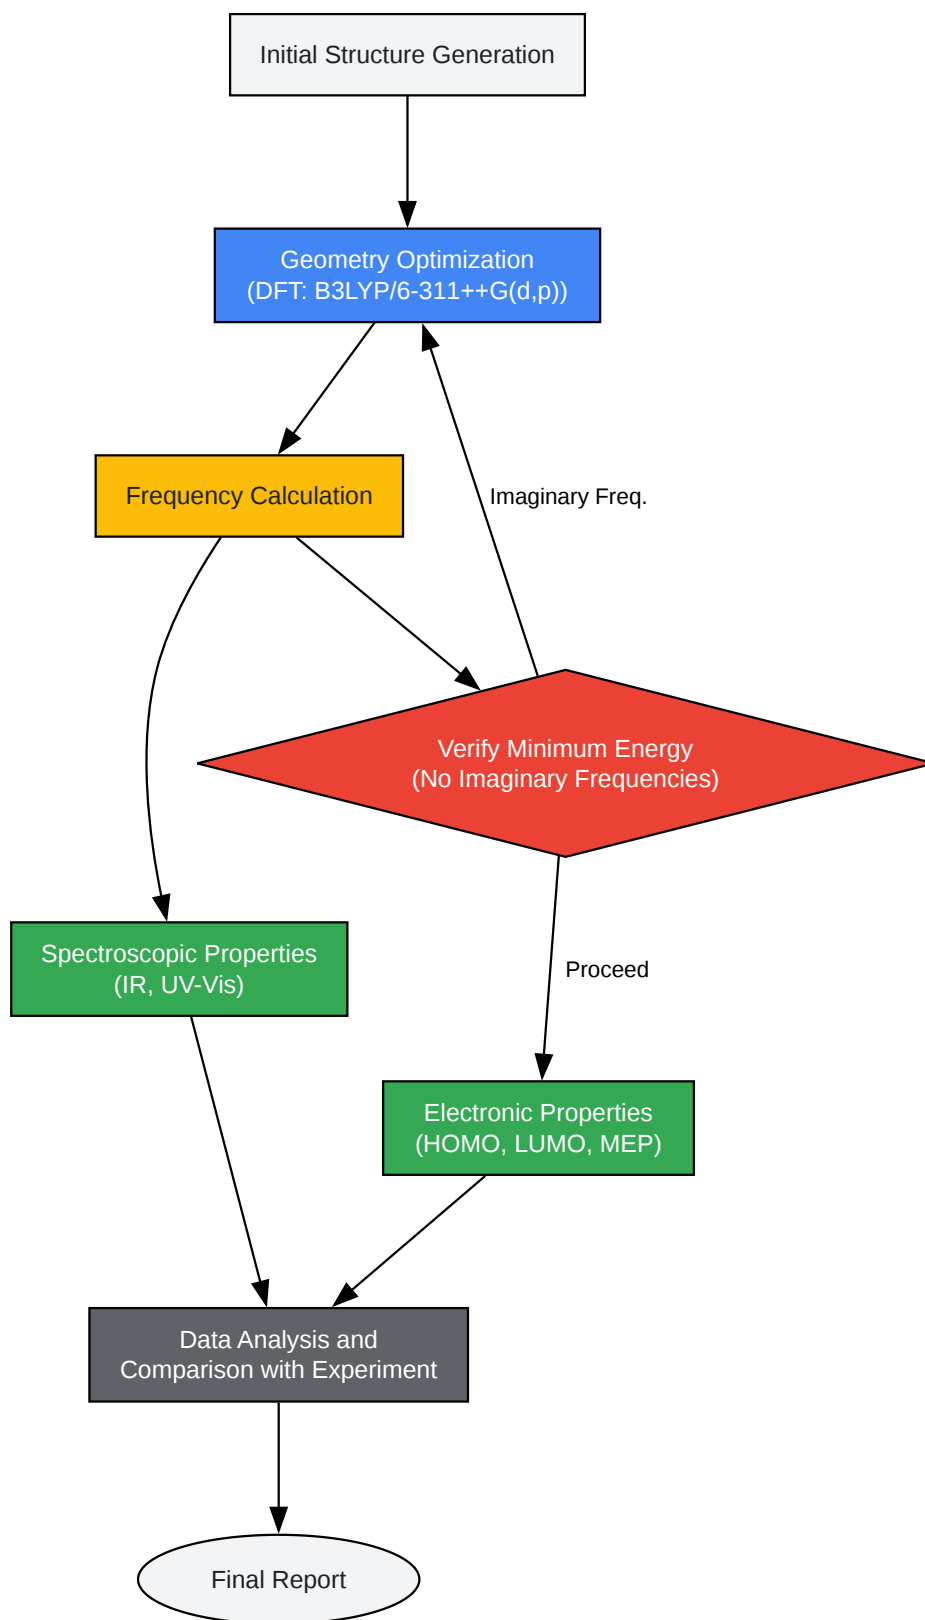 Initial Structure Generation
Geometry Optimization
(DFT: B3LYP/6-311++G(d,p))
Frequency Calculation
Imaginary Freq.
Verify Minimum Energy
(No Imaginary Frequencies)
Spectroscopic Properties
(IR, UV-Vis)
Proceed
Electronic Properties
(HOMO, LUMO, MEP)
Data Analysis and
Comparison with Experiment
Final Report